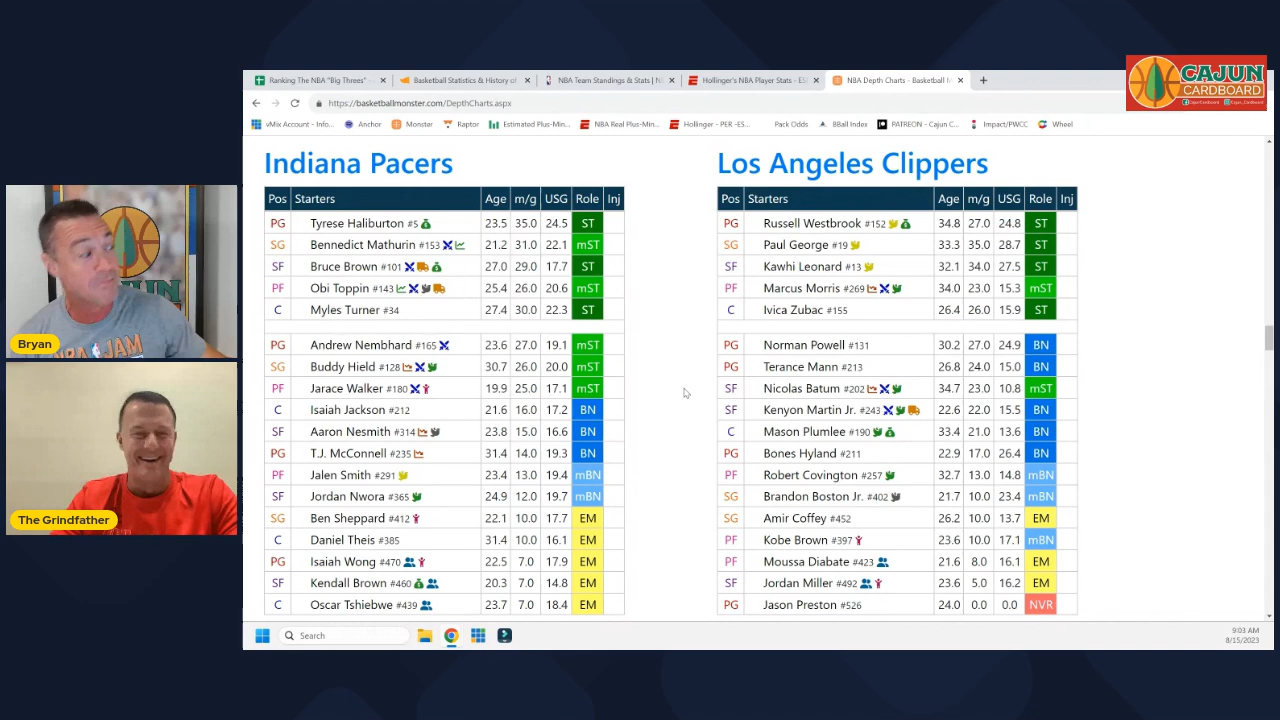 CAJUN
CARDBOARD
CajunCardboard Cajun_Cardboard
Ranking The NBA "Big Threes" -
Basketball Statistics & History of
NBA Team Standings & Stats | N
Hollinger's NBA Player Stats - ES
NBA Depth Charts - Basketball M
https://basketballmonster.com/DepthCharts.aspx
vMix Account - Info... Anchor Monster Raptor Estimated Plus-Min... NBA Real Plus-Min... Hollinger - PER -ES... Pack Odds BBall Index PATREON - Cajun C... Impact/PWCC Wheel
Indiana Pacers
Pos Starters Age m/g USG Role Inj
PG Tyrese Haliburton #5 23.5 35.0 24.5 ST
SG Bennedict Mathurin #153 21.2 31.0 22.1 mST
SF Bruce Brown #101 27.0 29.0 17.7 ST
PF Obi Toppin #143 25.4 26.0 20.6 mST
C Myles Turner #34 27.4 30.0 22.3 ST
PG Andrew Nembhard #165 23.6 27.0 19.1 mST
SG Buddy Hield #128 30.7 26.0 20.0 mST
PF Jarace Walker #180 19.9 25.0 17.1 mST
C Isaiah Jackson #212 21.6 16.0 17.2 BN
SF Aaron Nesmith #314 23.8 15.0 16.6 BN
PG T.J. McConnell #235 31.4 14.0 19.3 BN
PF Jalen Smith #291 23.4 13.0 19.4 mBN
SF Jordan Nwora #365 24.9 12.0 19.7 mBN
SG Ben Sheppard #412 22.1 10.0 17.7 EM
C Daniel Theis #385 31.4 10.0 16.1 EM
PG Isaiah Wong #470 22.5 7.0 17.9 EM
SF Kendall Brown #460 20.3 7.0 14.8 EM
C Oscar Tshiebwe #439 23.7 7.0 18.4 EM
Los Angeles Clippers
Pos Starters Age m/g USG Role Inj
PG Russell Westbrook #152 34.8 27.0 24.8 ST
SG Paul George #19 33.3 35.0 28.7 ST
SF Kawhi Leonard #13 32.1 34.0 27.5 ST
PF Marcus Morris #269 34.0 23.0 15.3 mST
C Ivica Zubac #155 26.4 26.0 15.9 ST
PG Norman Powell #131 30.2 27.0 24.9 BN
PG Terance Mann #213 26.8 24.0 15.0 BN
SF Nicolas Batum #202 34.7 23.0 10.8 mST
SF Kenyon Martin Jr. #243 22.6 22.0 15.5 BN
C Mason Plumlee #190 33.4 21.0 13.6 BN
PG Bones Hyland #211 22.9 17.0 26.4 BN
PF Robert Covington #257 32.7 13.0 14.8 mBN
SG Brandon Boston Jr. #402 21.7 10.0 23.4 mBN
SG Amir Coffey #452 26.2 10.0 13.7 EM
PF Kobe Brown #397 23.6 10.0 17.1 mBN
PF Moussa Diabate #423 21.6 8.0 16.1 EM
SF Jordan Miller #492 23.6 5.0 16.2 EM
PG Jason Preston #526 24.0 0.0 0.0 NVR
NBA JAM
Bryan
The Grindfather
Search
9:03 AM
8/15/2023